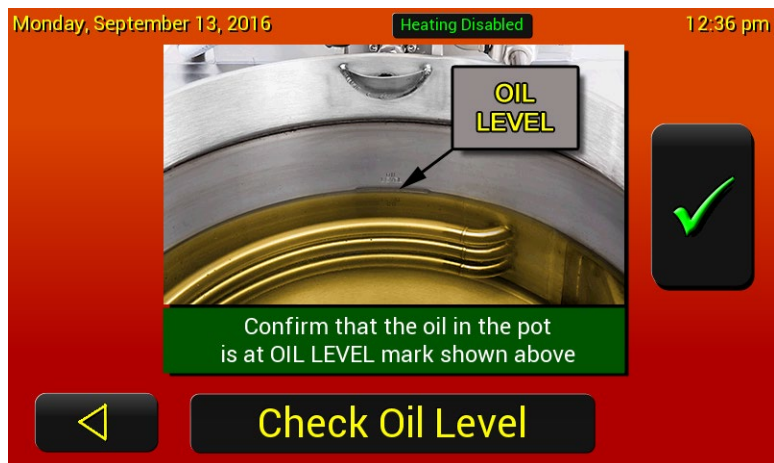 Monday, September 13, 2016
Heating Disabled
12:36 pm
OIL
LEVEL
Confirm that the oil in the pot
is at OIL LEVEL mark shown above
Check Oil Level